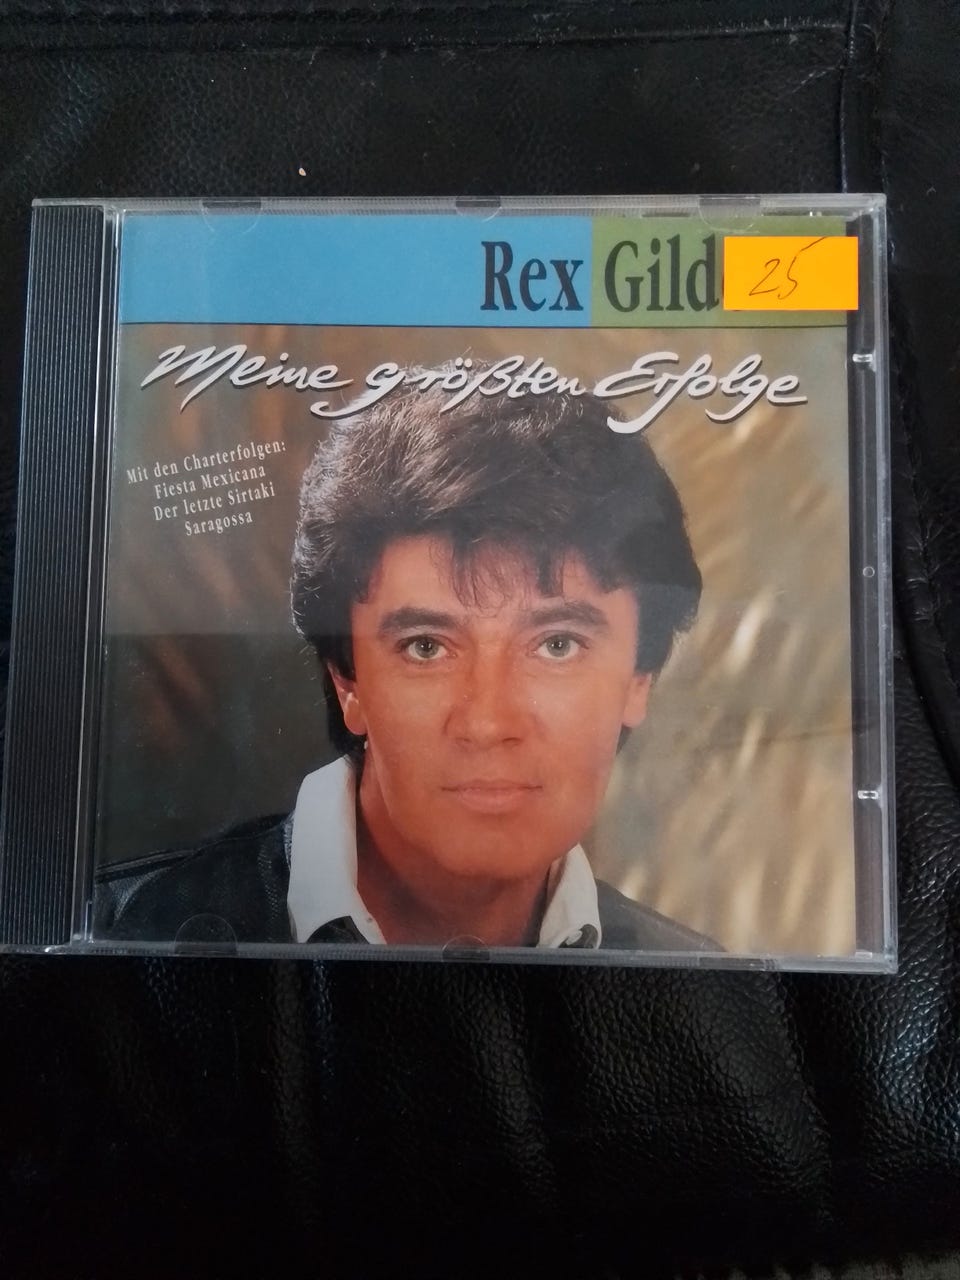 Rex Gild
25
Meine größten Erfolge
Mit den Charterfolgen:
Fiesta Mexicana
Der letzte Sirtaki
Saragossa